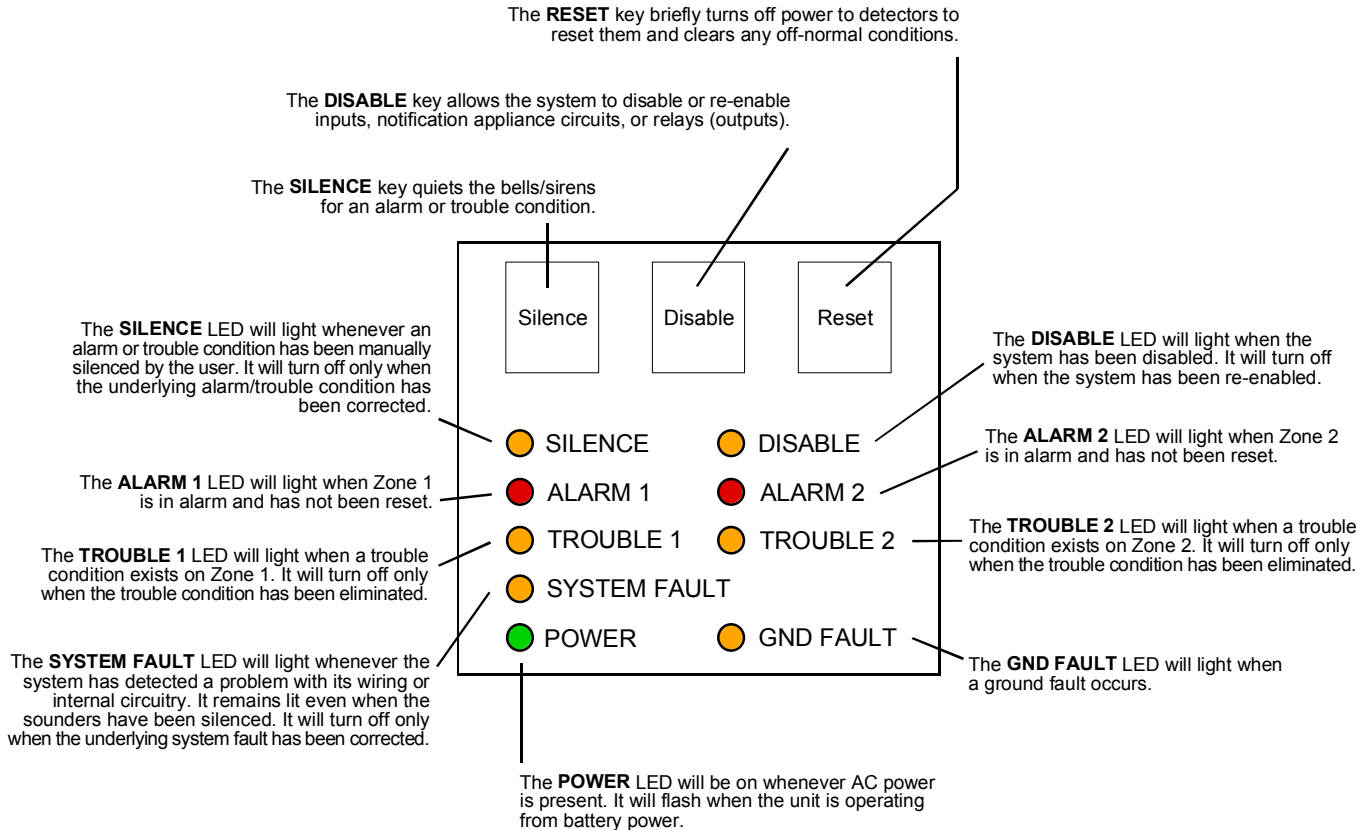 The RESET key briefly turns off power to detectors to
reset them and clears any off-normal conditions.
The DISABLE key allows the system to disable or re-enable
inputs, notification appliance circuits, or relays (outputs).
The SILENCE key quiets the bells/sirens
for an alarm or trouble condition.
Silence
Disable
Reset
The SILENCE LED will light whenever an
alarm or trouble condition has been manually
silenced by the user. It will turn off only when
the underlying alarm/trouble condition has
been corrected.
The DISABLE LED will light when the
system has been disabled. It will turn off
when the system has been re-enabled.
SILENCE
DISABLE
The ALARM 2 LED will light when Zone 2
is in alarm and has not been reset.
The ALARM 1 LED will light when Zone 1
is in alarm and has not been reset.
ALARM 1
ALARM 2
The TROUBLE 1 LED will light when a trouble
condition exists on Zone 1. It will turn off only
when the trouble condition has been eliminated.
TROUBLE 1
TROUBLE 2
The TROUBLE 2 LED will light when a trouble
condition exists on Zone 2. It will turn off only
when the trouble condition has been eliminated.
SYSTEM FAULT
POWER
GND FAULT
The SYSTEM FAULT LED will light whenever the
system has detected a problem with its wiring or
internal circuitry. It remains lit even when the
sounders have been silenced. It will turn off only
when the underlying system fault has been corrected.
The GND FAULT LED will light when
a ground fault occurs.
The POWER LED will be on whenever AC power
is present. It will flash when the unit is operating
from battery power.